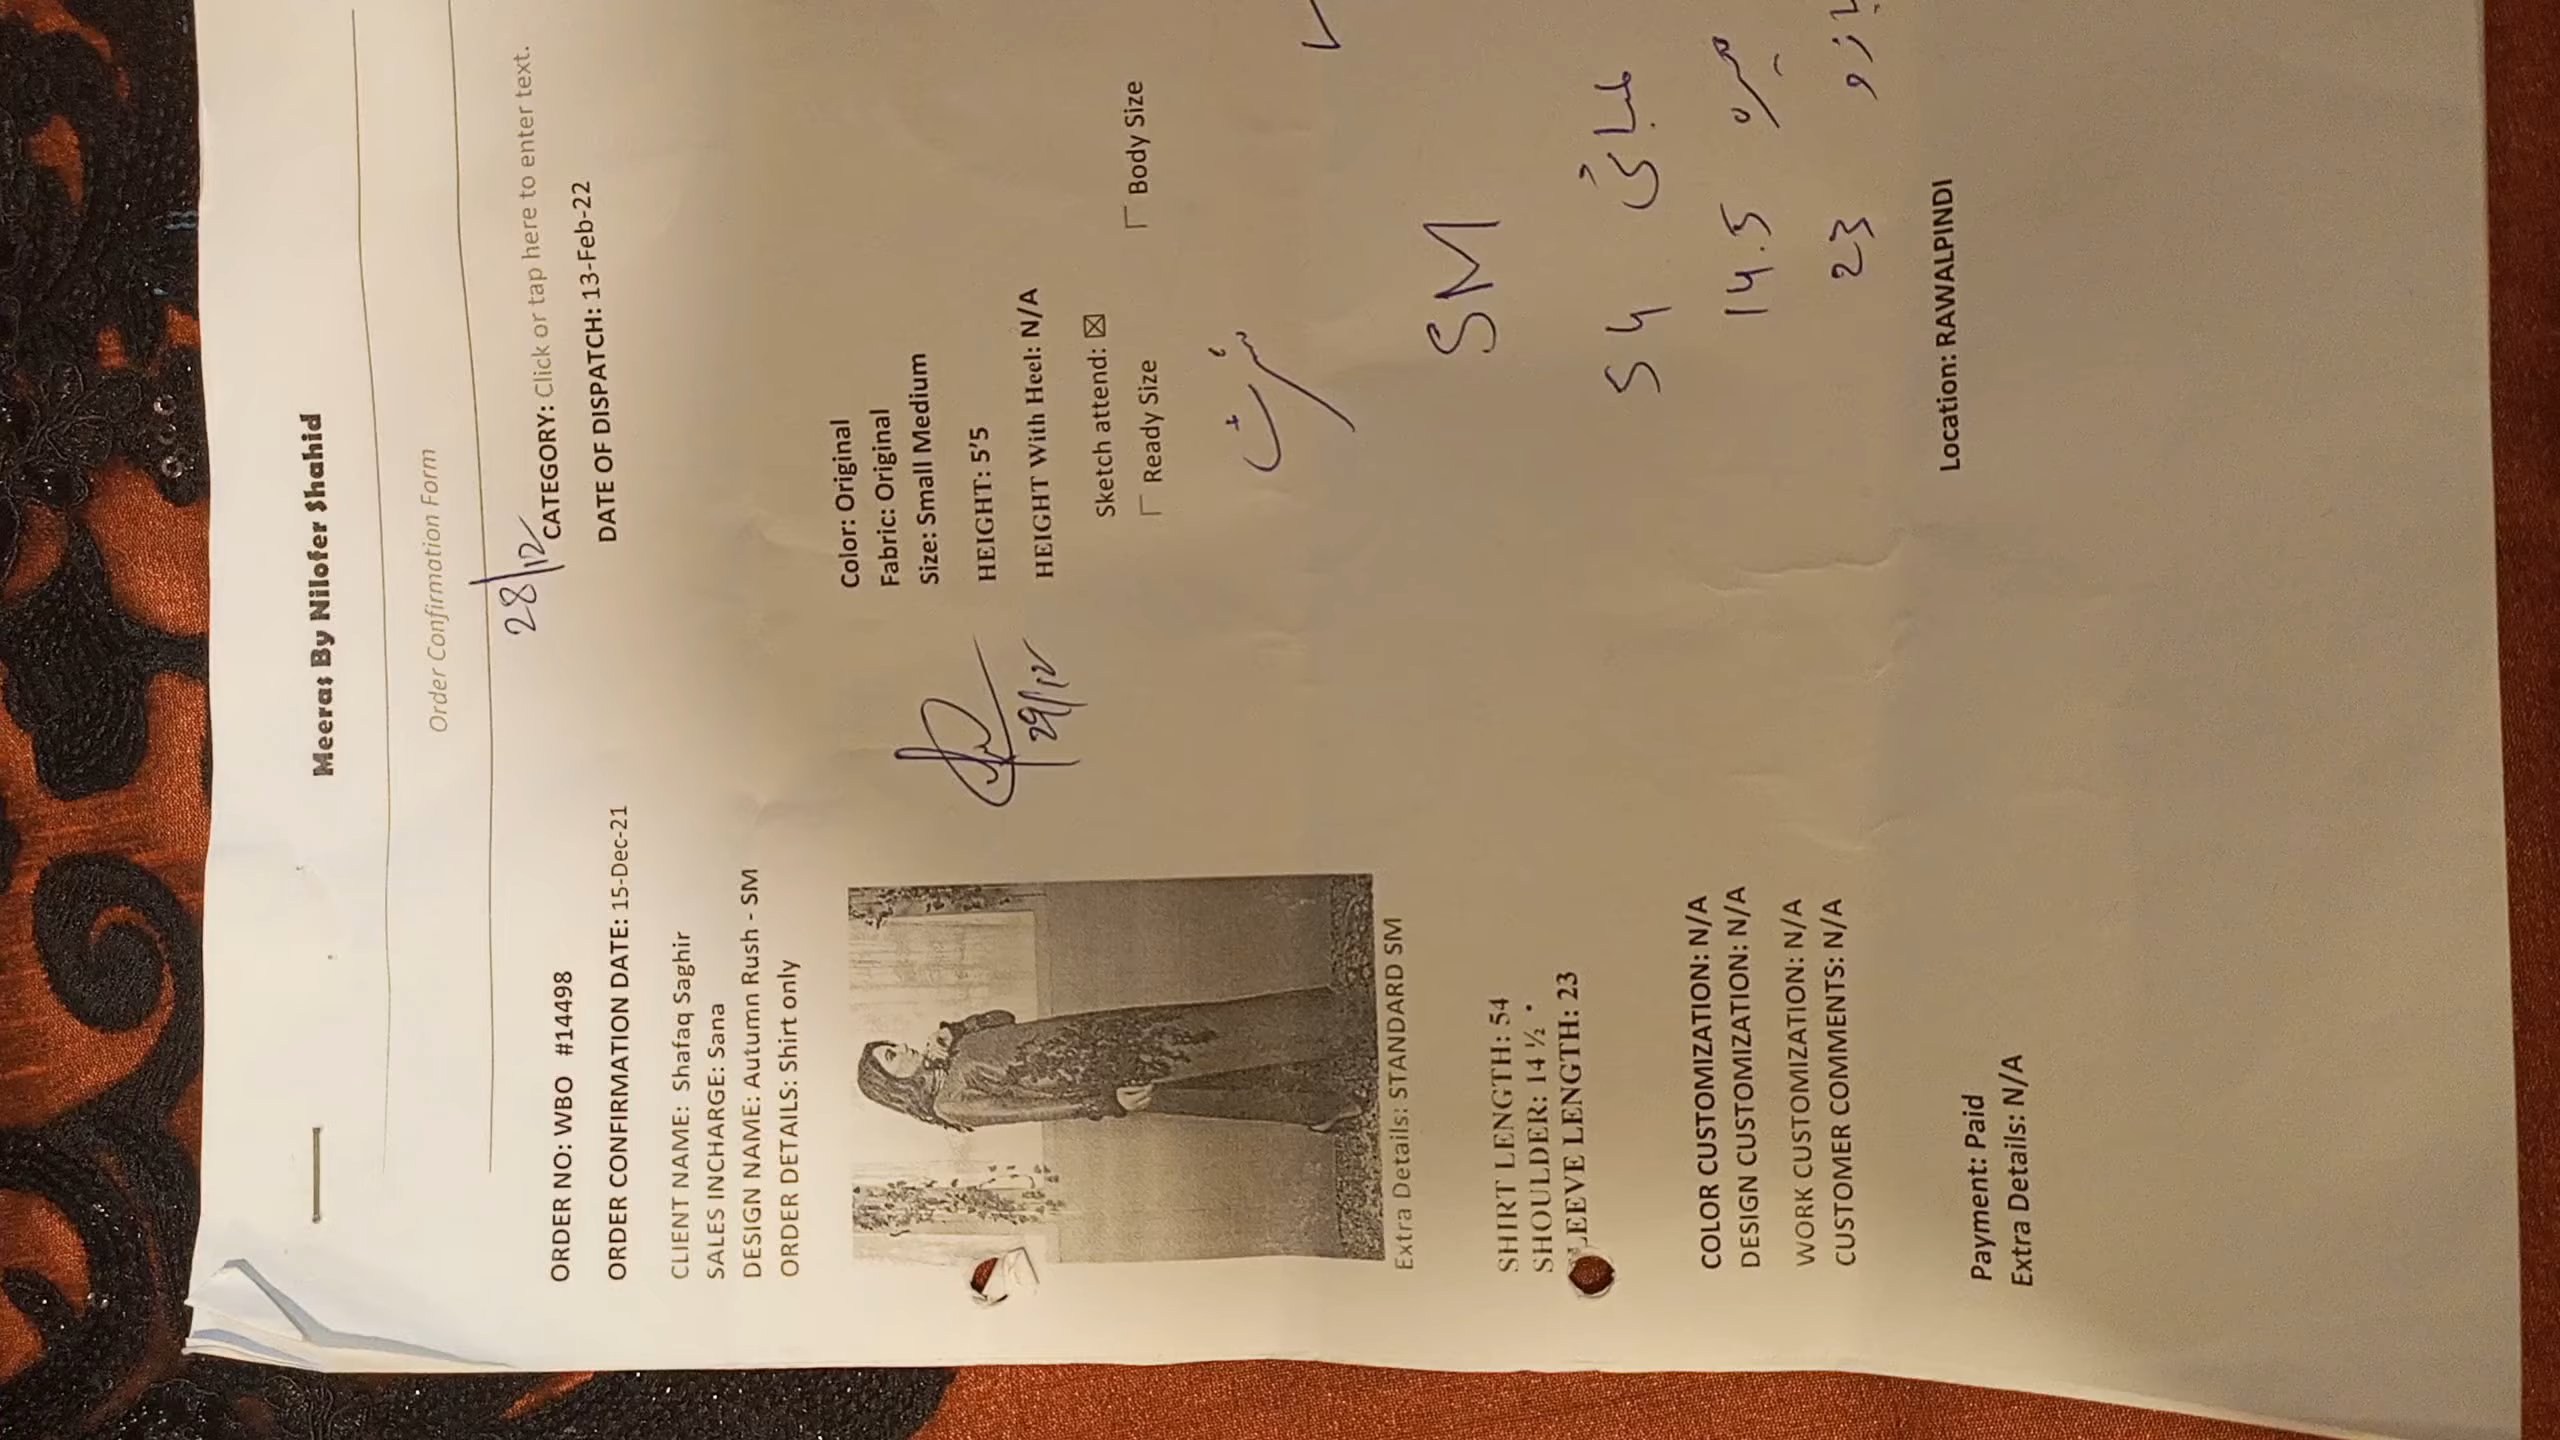 Meeras By Nilofer Shahid
Order Confirmation Form
28/12
ORDER NO: WBO #14498
CATEGORY: Click or tap here to enter text.
ORDER CONFIRMATION DATE: 15-Dec-21
DATE OF DISPATCH: 13-Feb-22
CLIENT NAME: Shafaq Saghir
SALES INCHARGE: Sana
DESIGN NAME: Autumn Rush - SM
ORDER DETAILS: Shirt only
Color: Original
Fabric: Original
Size: Small Medium
HEIGHT: 5'5
29/12
HEIGHT With Heel: N/A
Sketch attend: ☒
Ready Size
Body Size
قمیض
Extra Details: STANDARD SM
SM
SHIRT LENGTH: 54
SHOULDER: 14 ½
LEEVE LENGTH: 23
54
14.5
23
COLOR CUSTOMIZATION: N/A
DESIGN CUSTOMIZATION: N/A
WORK CUSTOMIZATION: N/A
CUSTOMER COMMENTS: N/A
Location: RAWALPINDI
Payment: Paid
Extra Details: N/A